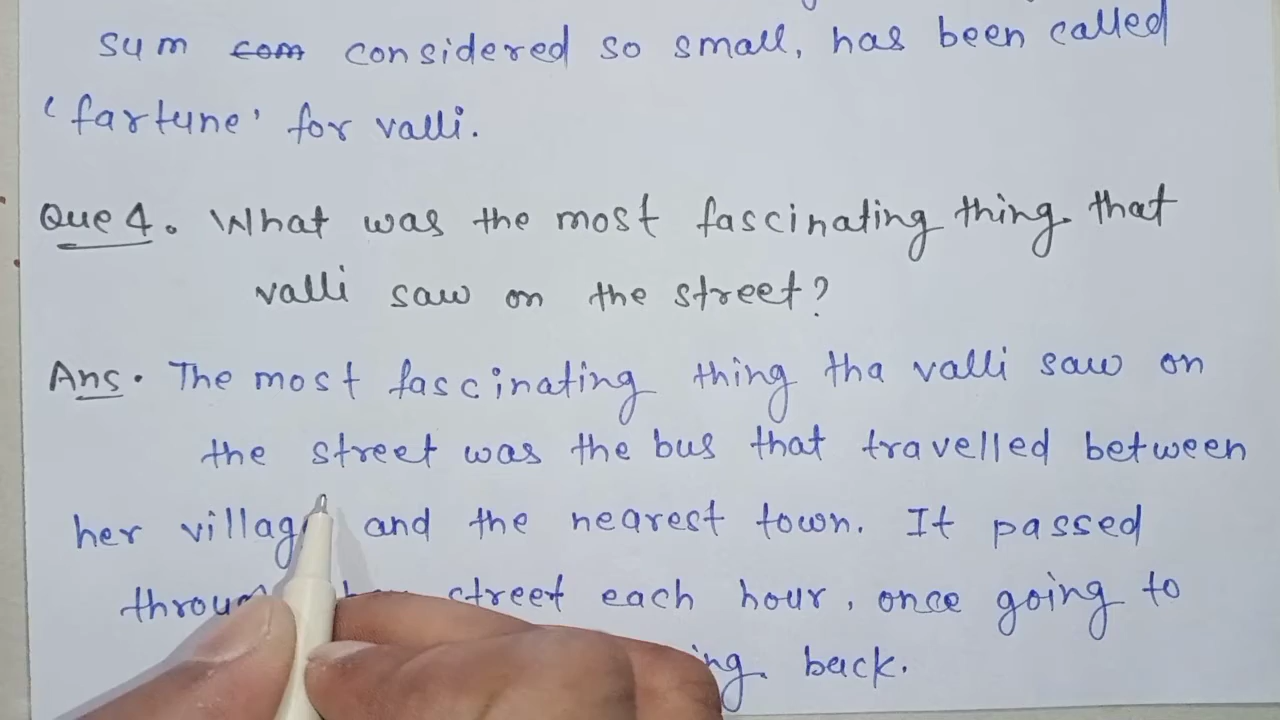 sum com considered so small, has been called
'fartune' for valli.
Que 4. What was the most fascinating thing that
valli saw on the street?
Ans. The most fascinating thing tha valli saw on
the street was the bus that travelled between
her and the nearest town. It passed
street each hour, once going to
back.